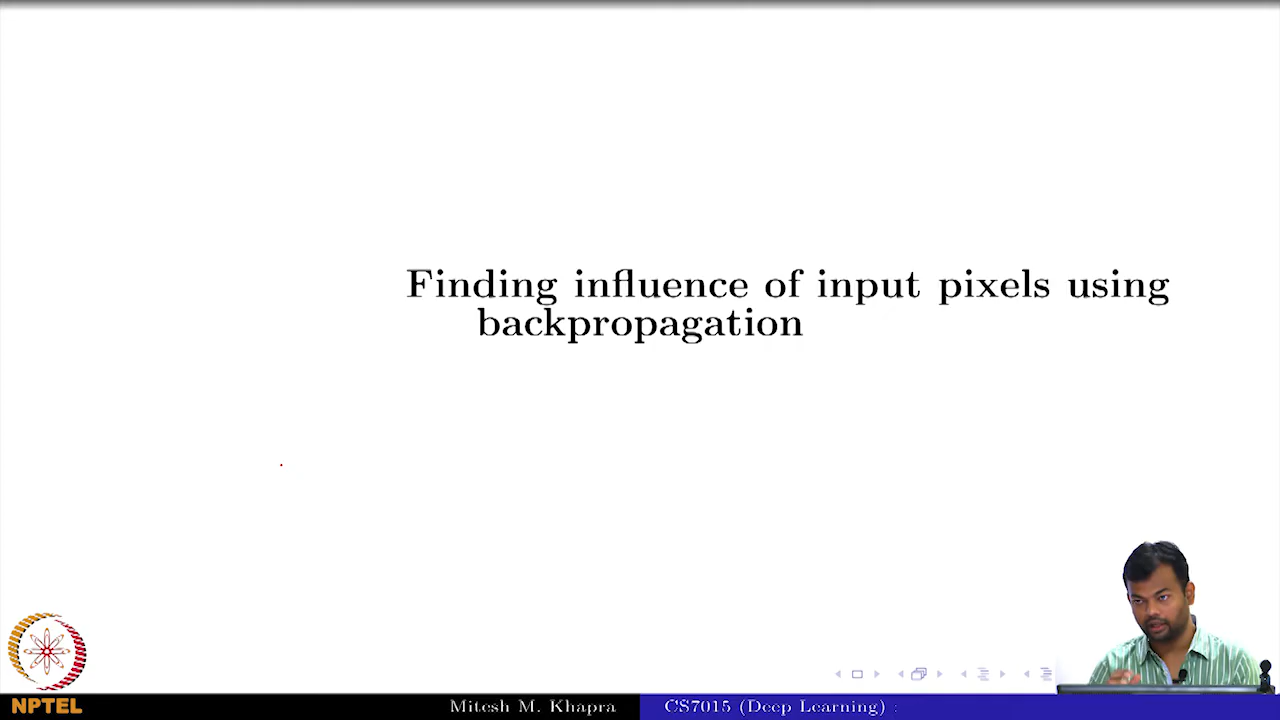 Finding influence of input pixels using
backpropagation
NPTEL
Mitesh M. Khapra
CS7015 (Deep Learning) :